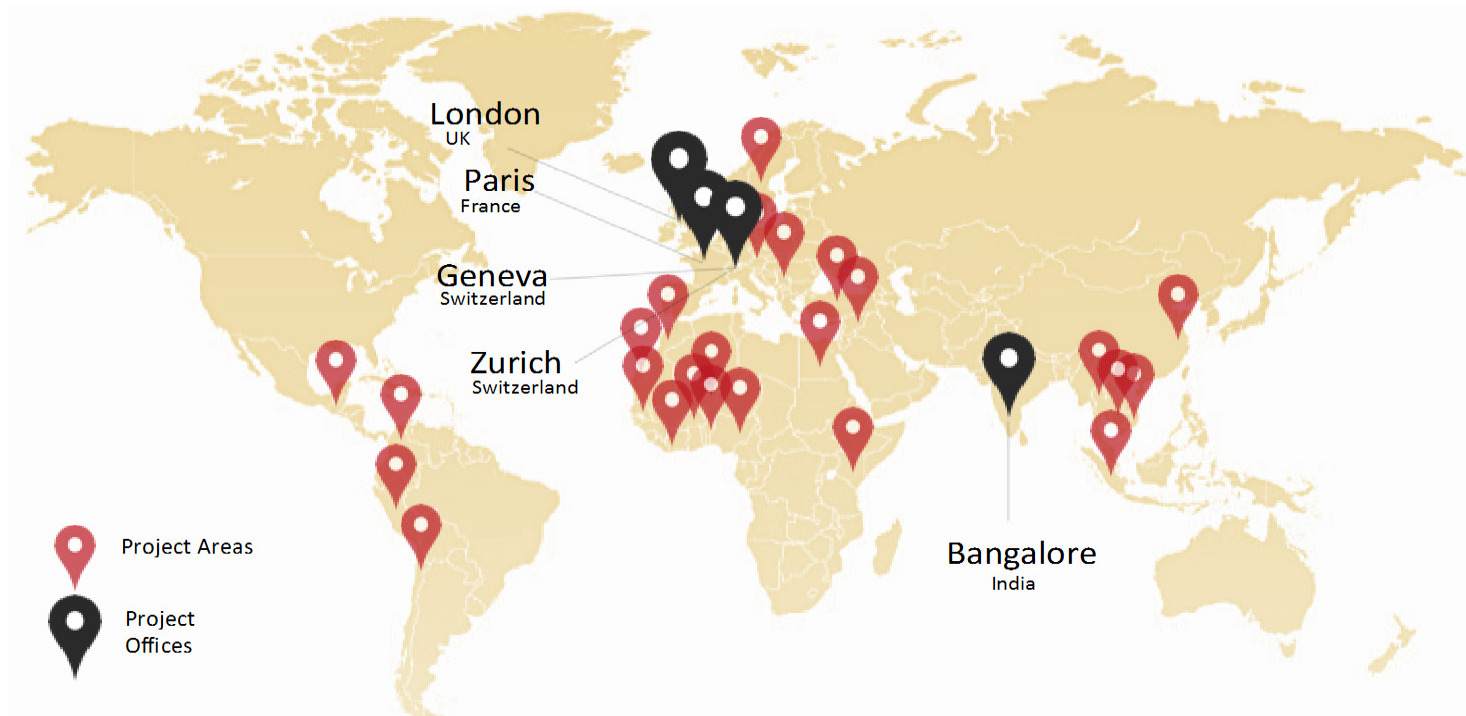 London
UK
Paris
France
Geneva
Switzerland
Zurich
Switzerland
Bangalore
India
Project Areas
Project
Offices